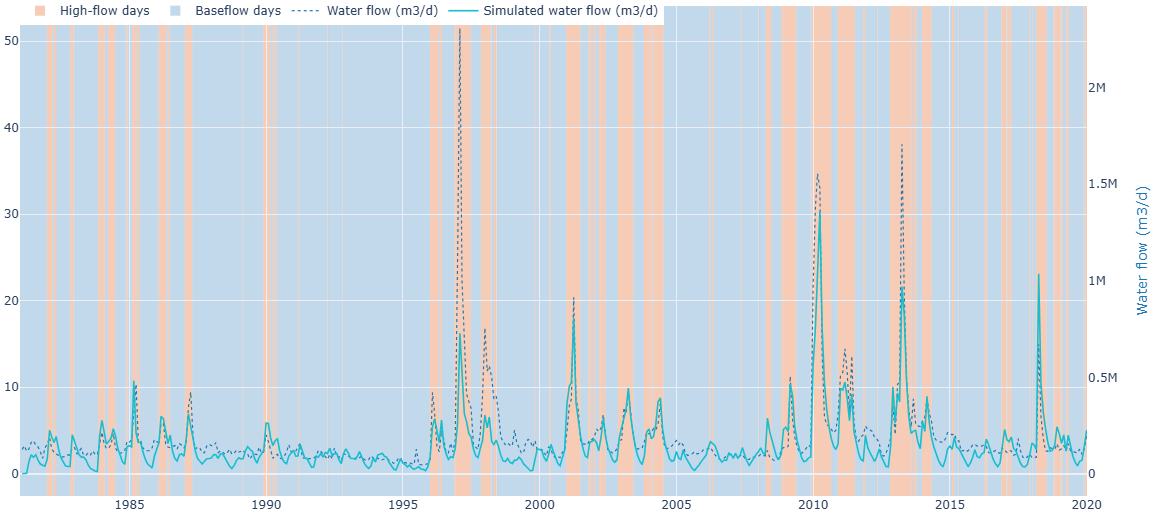 High-flow days Baseflow days Water flow (m3/d) Simulated water flow (m3/d)
50
40
30
20
10
0
2M
1.5M
1M
0.5M
0
Water flow (m3/d)
1985 1990 1995 2000 2005 2010 2015 2020